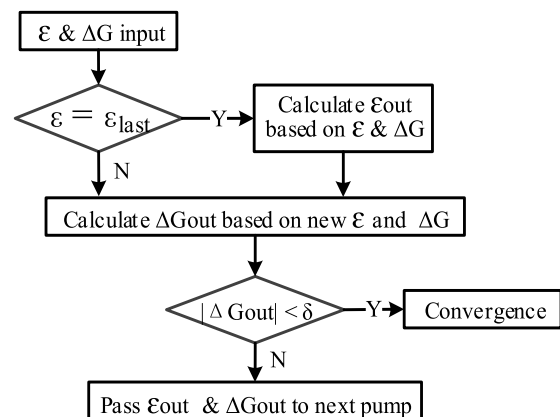 ε & ΔG input
ε = εlast
Y
Calculate εout
based on ε & ΔG
N
Calculate ΔGout based on new ε and ΔG
|Δ Gout| < δ
Y
Convergence
N
Pass εout & ΔGout to next pump